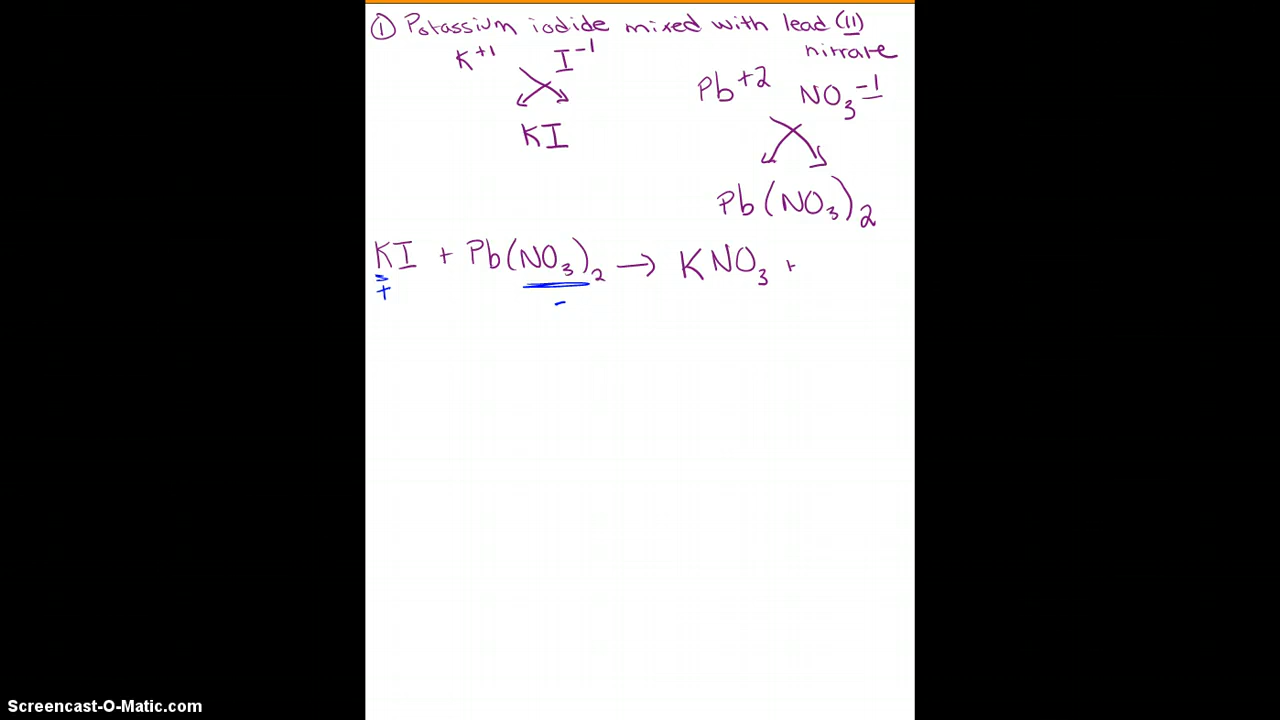 ① Potassium iodide mixed with lead (II)
nitrate
K+1 I-1
Pb+2 NO3-1
KI
Pb(NO3)2
KI + Pb(NO3)2 → KNO3 +
+ -
Screencast-O-Matic.com